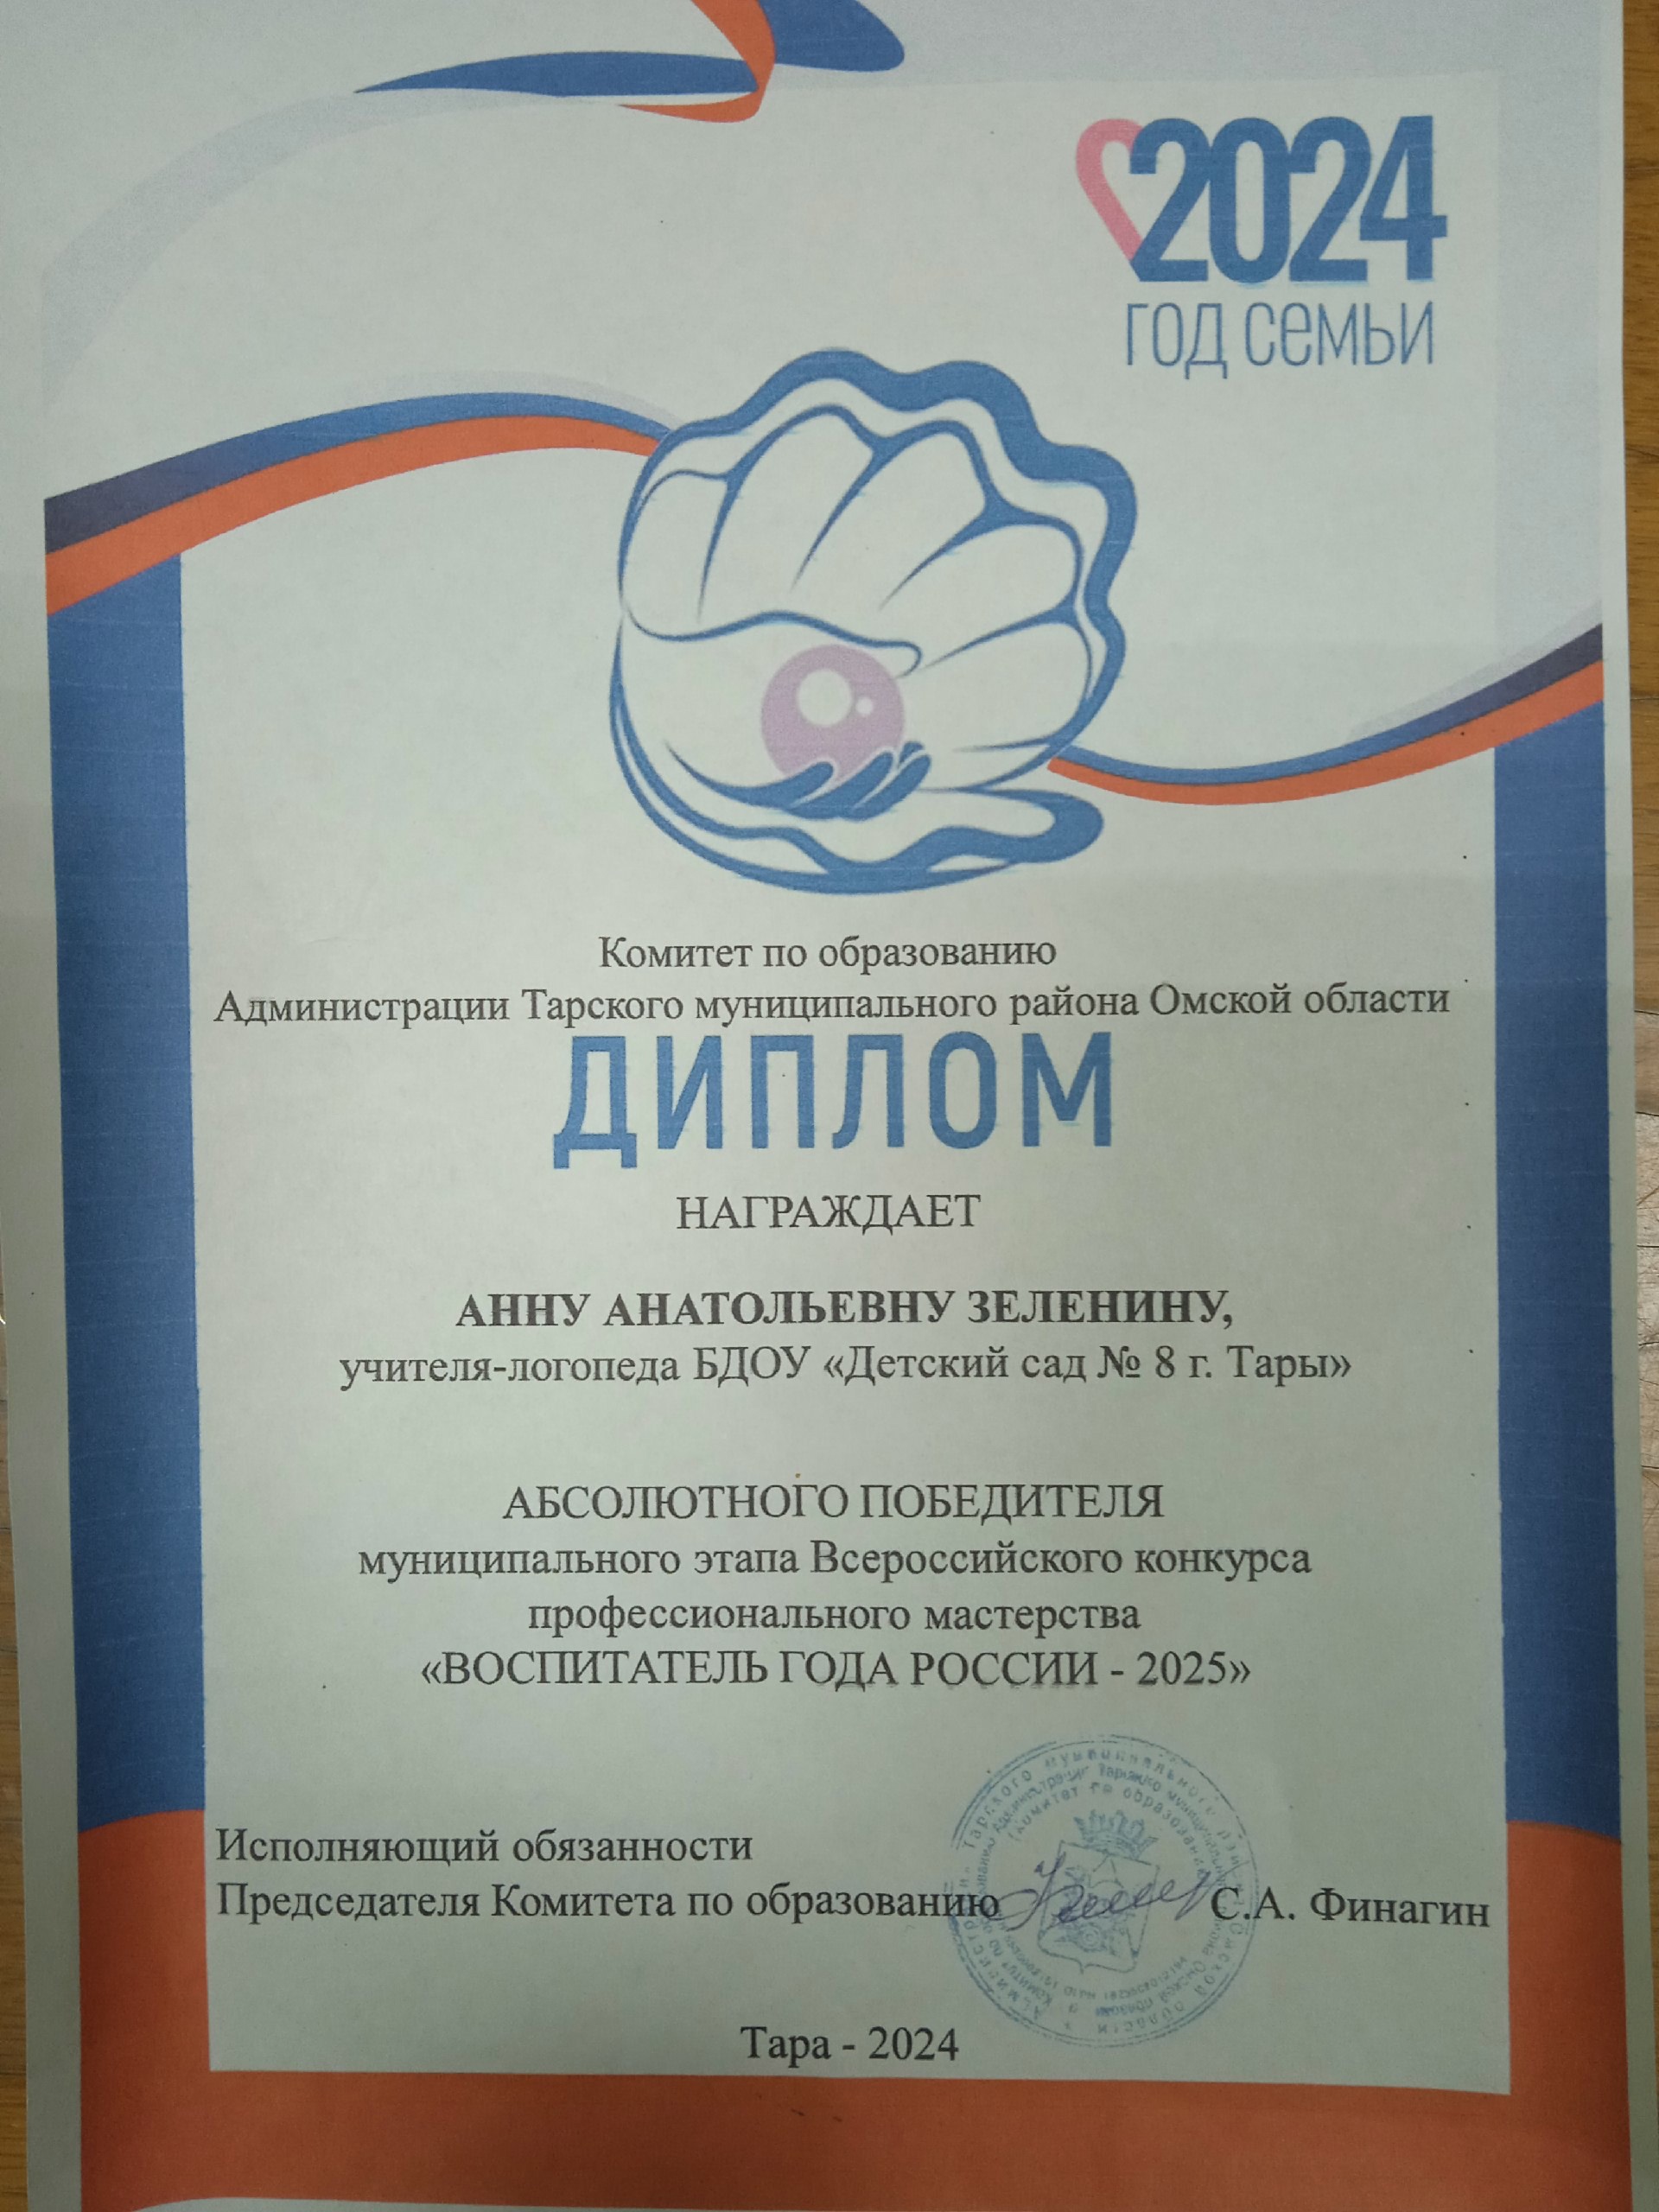 2024
ГОД СЕМЬИ
Комитет по образованию
Администрации Тарского муниципального района Омской области
ДИПЛОМ
НАГРАЖДАЕТ
АННУ АНАТОЛЬЕВНУ ЗЕЛЕНИНУ,
учителя-логопеда БДОУ «Детский сад № 8 г. Тары»
АБСОЛЮТНОГО ПОБЕДИТЕЛЯ
муниципального этапа Всероссийского конкурса
профессионального мастерства
«ВОСПИТАТЕЛЬ ГОДА РОССИИ - 2025»
Исполняющий обязанности
Председателя Комитета по образованию С.А. Финагин
Тара - 2024